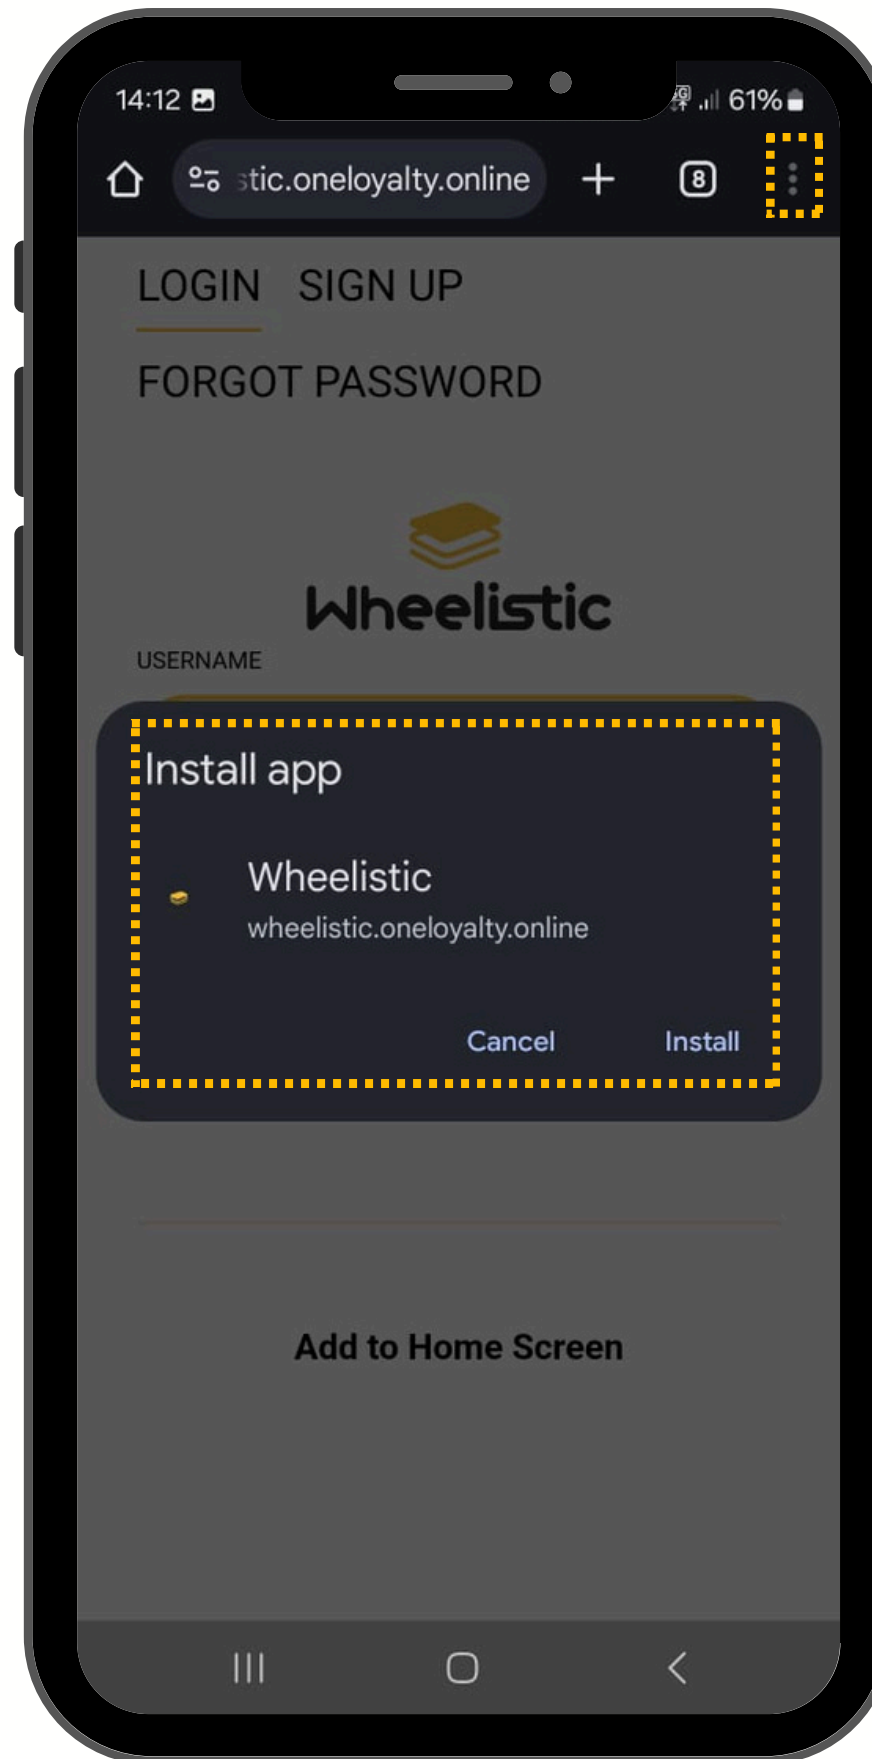 14:12 61%
stic.oneloyalty.online 8
LOGIN SIGN UP
FORGOT PASSWORD
Wheelistic
USERNAME
Install app
Wheelistic
wheelistic.oneloyalty.online
Cancel Install
Add to Home Screen